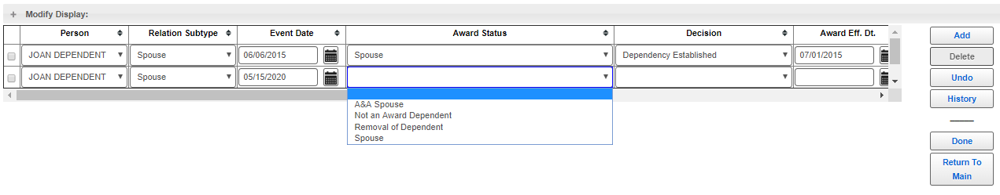 + Modify Display:
Person Relation Subtype Event Date Award Status Decision Award Eff. Dt.
JOAN DEPENDENT Spouse 06/06/2015 Spouse Dependency Established 07/01/2015
JOAN DEPENDENT Spouse 05/15/2020
A&A Spouse
Not an Award Dependent
Removal of Dependent
Spouse
Add
Delete
Undo
History
Done
Return To
Main